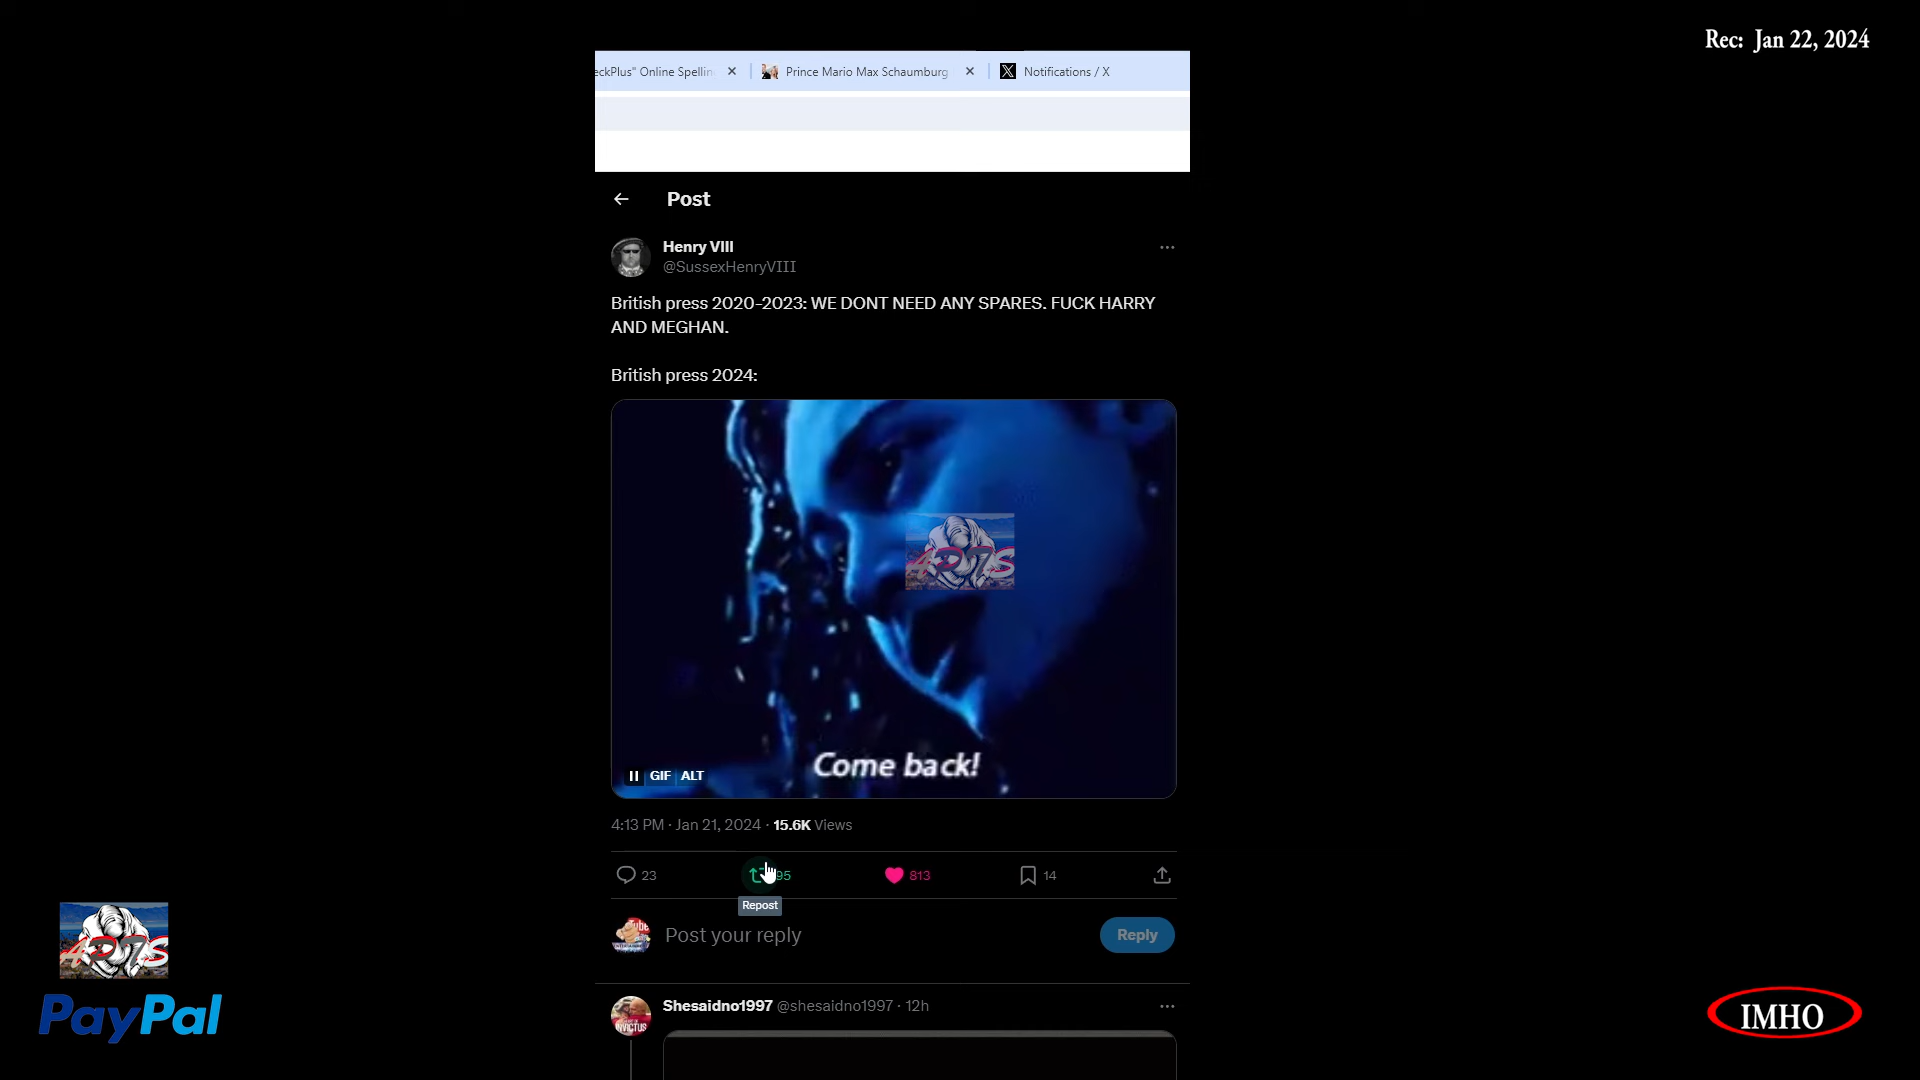 Rec: Jan 22, 2024
eckPlus" Online Spellin
Prince Mario Max Schaumburg
Notifications / X
Post
Henry VIII
@SussexHenryVIII
British press 2020-2023: WE DONT NEED ANY SPARES. FUCK HARRY
AND MEGHAN.
British press 2024:
Come back!
GIF ALT
4:13 PM · Jan 21, 2024 · 15.6K Views
23
95
813
14
Repost
Post your reply
Reply
PayPal
Shesaidno1997 @shesaidno1997 · 12h
INVICTUS
IMHO